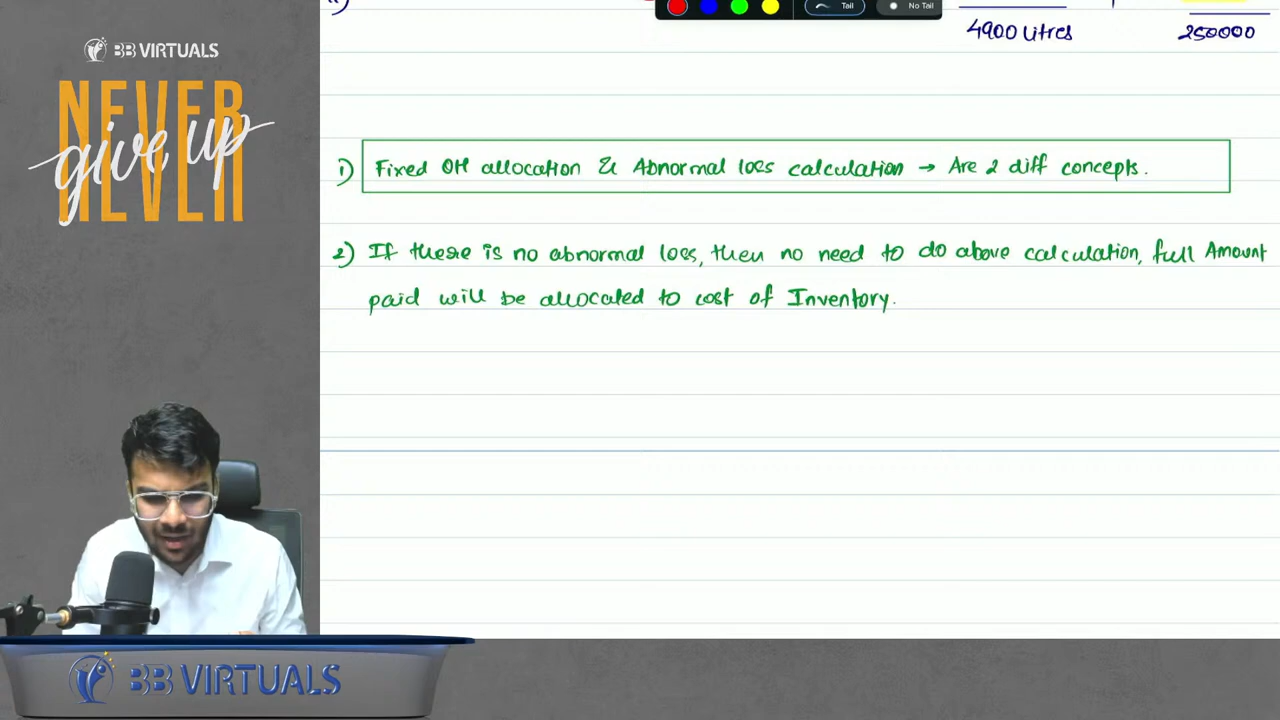 BB VIRTUALS
NEVER
give up
NEVER
Tail
No Tail
4900 Litres
250000
1) Fixed OH allocation & Abnormal loss calculation → Are 2 diff concepts.
2) If there is no abnormal loss, then no need to do above calculation, full Amount
paid will be allocated to cost of Inventory.
BB VIRTUALS